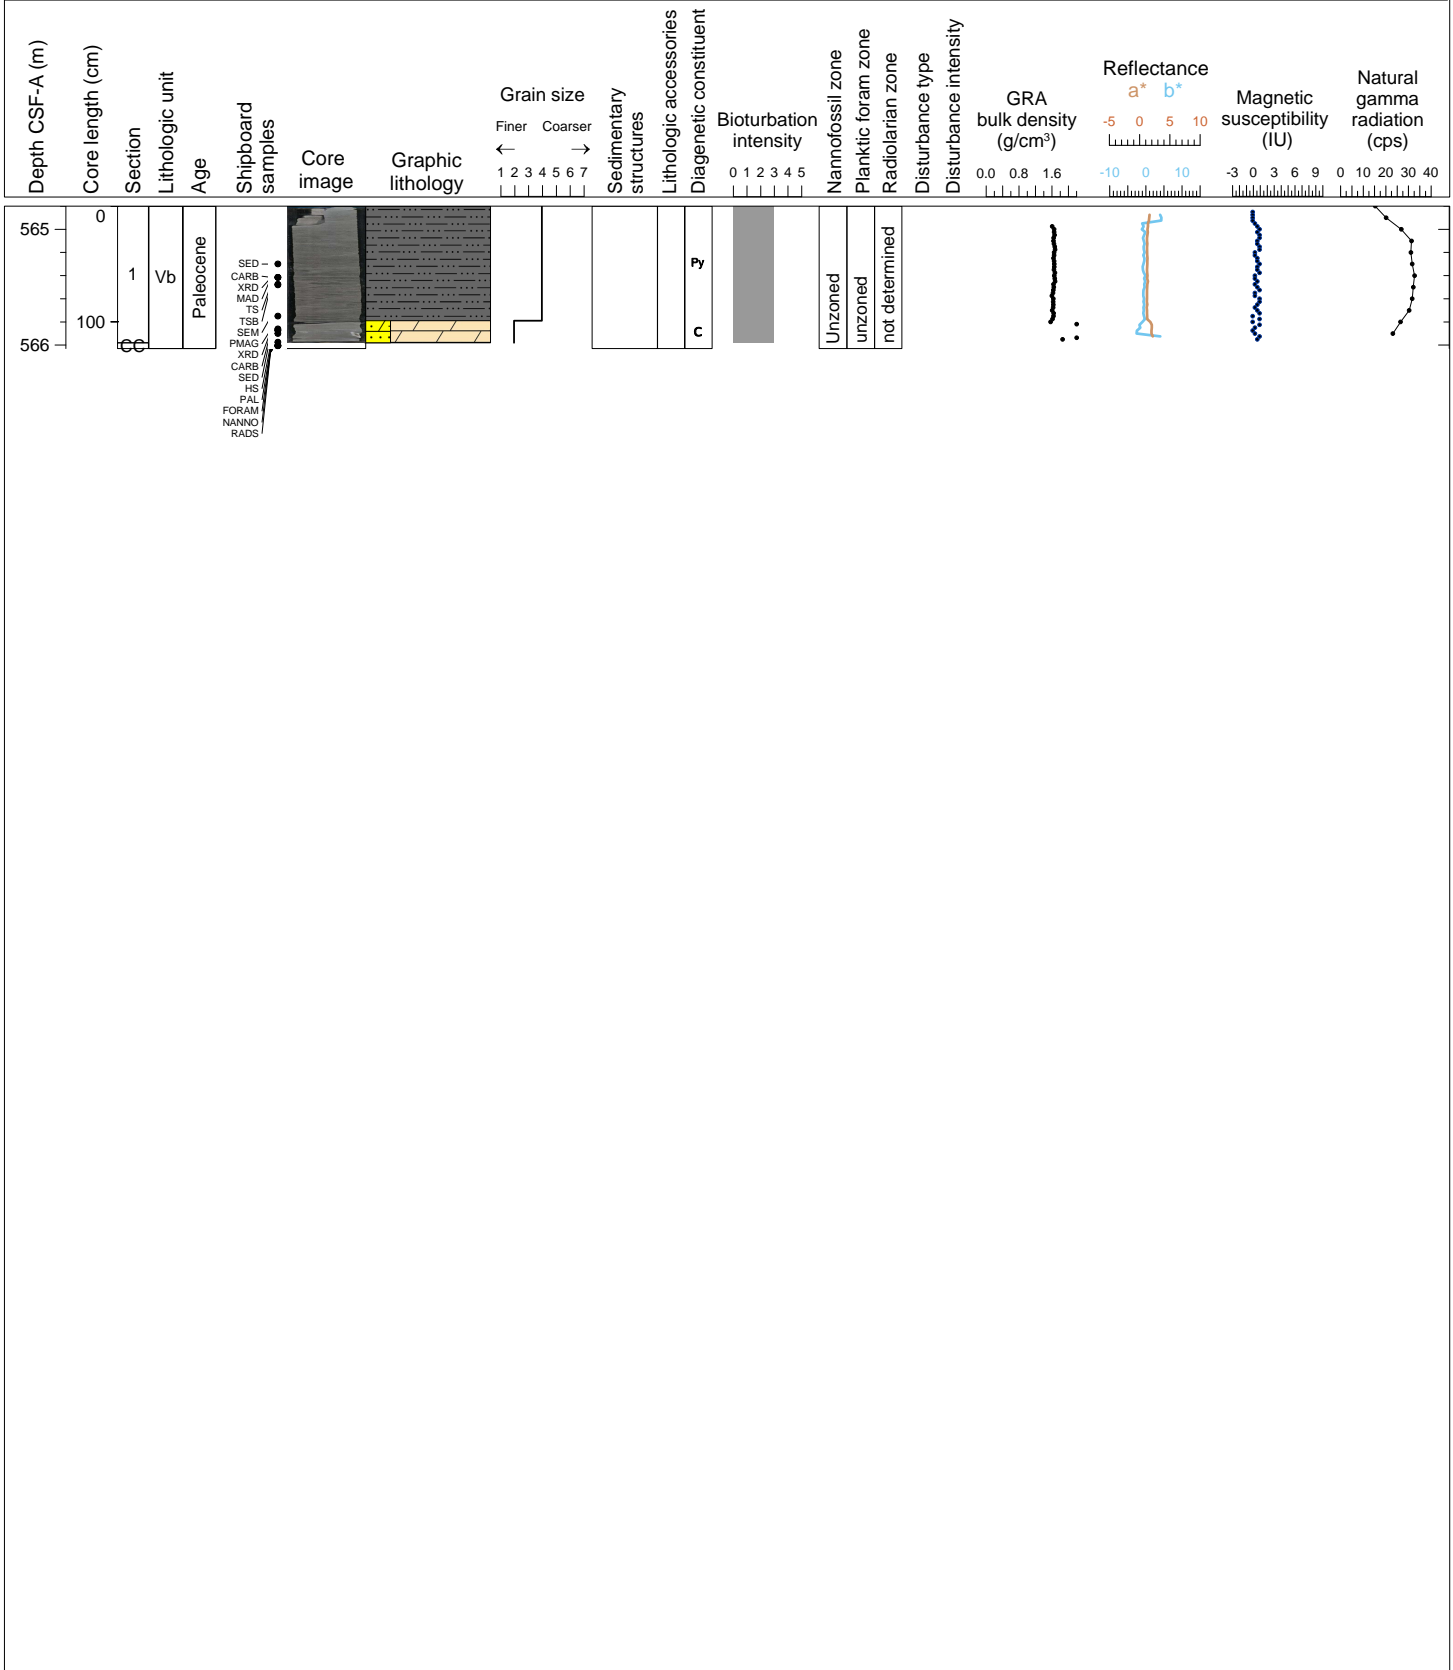 Depth CSF-A (m)
Core length (cm)
Section
Lithologic unit
Age
Shipboard
samples
Core
image
Graphic
lithology
Grain size
Finer Coarser
← →
1 2 3 4 5 6 7
Sedimentary
structures
Lithologic accessories
Diagenetic constituent
Bioturbation
intensity
0 1 2 3 4 5
Nannofossil zone
Planktic foram zone
Radiolarian zone
Disturbance type
Disturbance intensity
GRA
bulk density
(g/cm³)
0.0 0.8 1.6
Reflectance
a* b*
-5 0 5 10
-10 0 10
Magnetic
susceptibility
(IU)
-3 0 3 6 9
Natural
gamma
radiation
(cps)
0 10 20 30 40
565
566
0
100
1
CC
Vb
Paleocene
SED
CARB
XRD
MAD
TS
TSB
SEM
PMAG
XRD
CARB
SED
HS
PAL
FORAM
NANNO
RADS
Py
C
Unzoned
unzoned
not determined